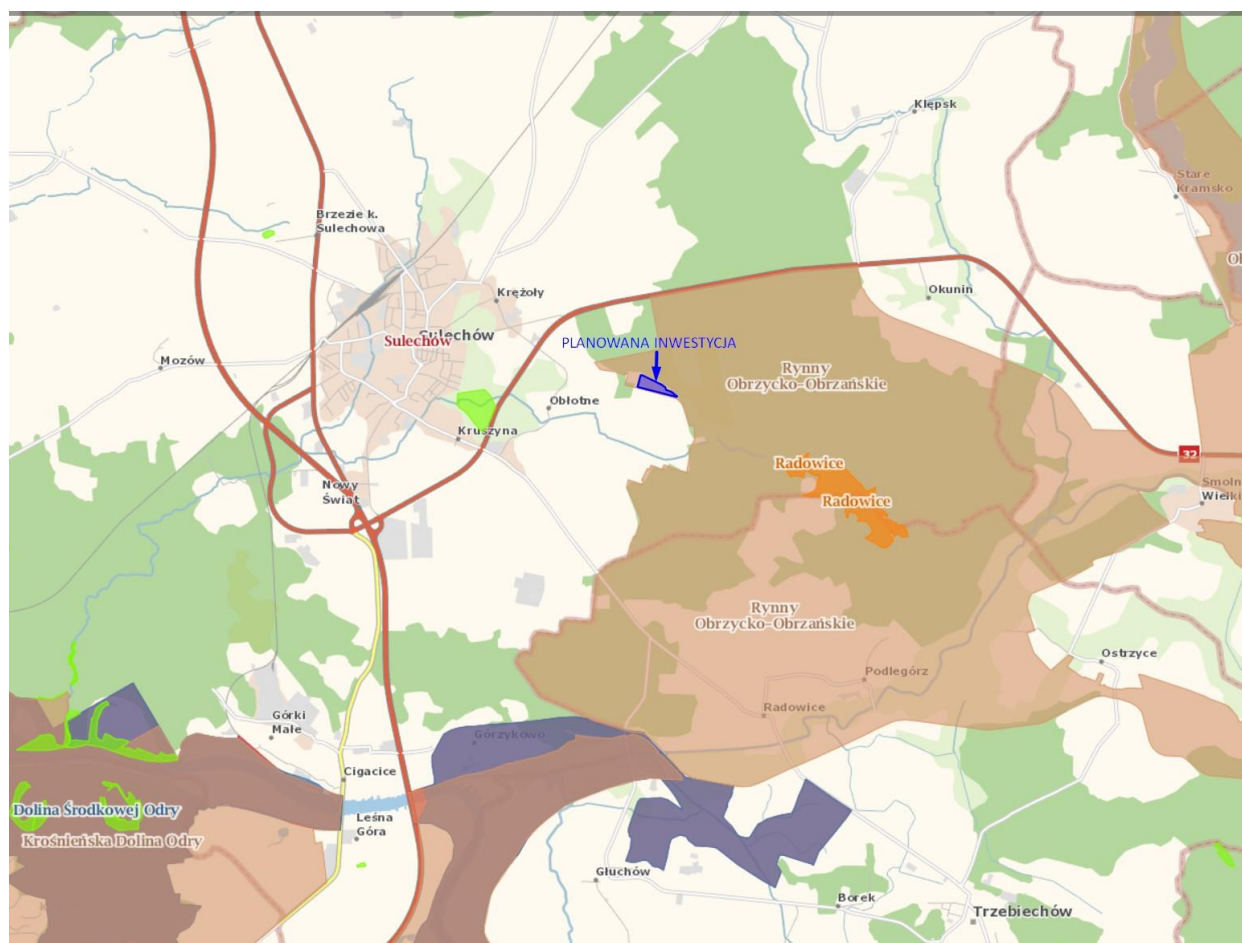 Klępsk
Stare
Kramsko
Brzezie k.
Sulechowa
Okunin
Krężoły
Sulechów
Sulechów
PLANOWANA INWESTYCJA
Mozów
Rynny
Obrzycko-Obrzańskie
Obłotne
Kruszyna
32
Radowice
Nowy
Świat
Radowice
Rynny
Obrzycko-Obrzańskie
Ostrzyce
Podlegórz
Radowice
Górki
Małe
Górzykowo
Cigacice
Dolina Środkowej Odry
Leśna
Góra
Krośnieńska Dolina Odry
Głuchów
Borek
Trzebiechów